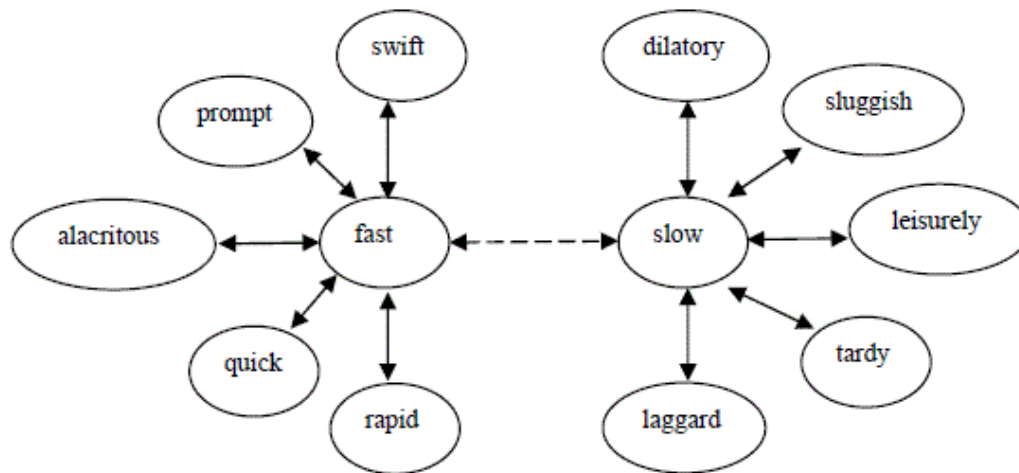 swift
dilatory
prompt
sluggish
alacritous
fast
slow
leisurely
quick
tardy
rapid
laggard